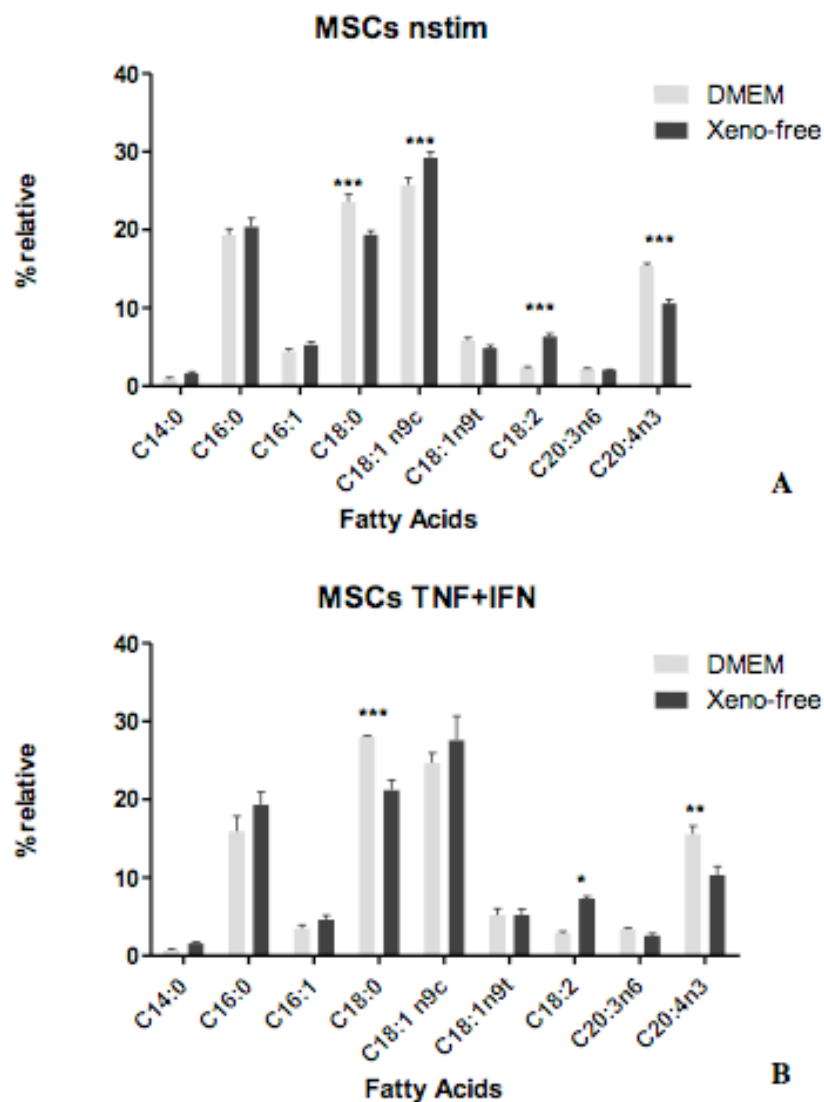 MSCs nstim
40
30
20
10
0
% relative
DMEM
Xeno-free
***
***
***
***
C14:0
C16:0
C16:1
C18:0
C18:1 n9c
C18:1n9t
C18:2
C20:3n6
C20:4n3
Fatty Acids
A
MSCs TNF+IFN
40
30
20
10
0
% relative
DMEM
Xeno-free
***
*
**
C14:0
C16:0
C16:1
C18:0
C18:1 n9c
C18:1n9t
C18:2
C20:3n6
C20:4n3
Fatty Acids
B